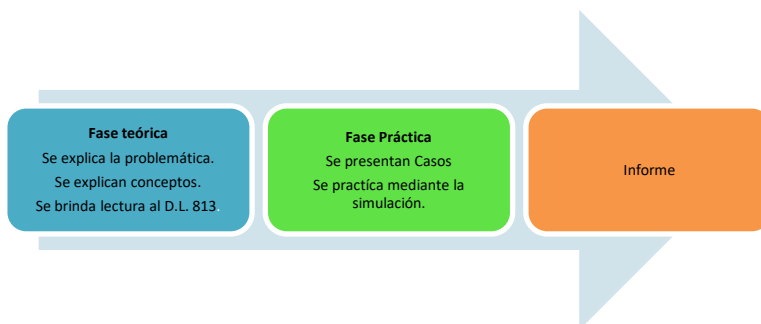 Fase teórica
Se explica la problemática.
Se explican conceptos.
Se brinda lectura al D.L. 813.
Fase Práctica
Se presentan Casos
Se practíca mediante la
simulación.
Informe